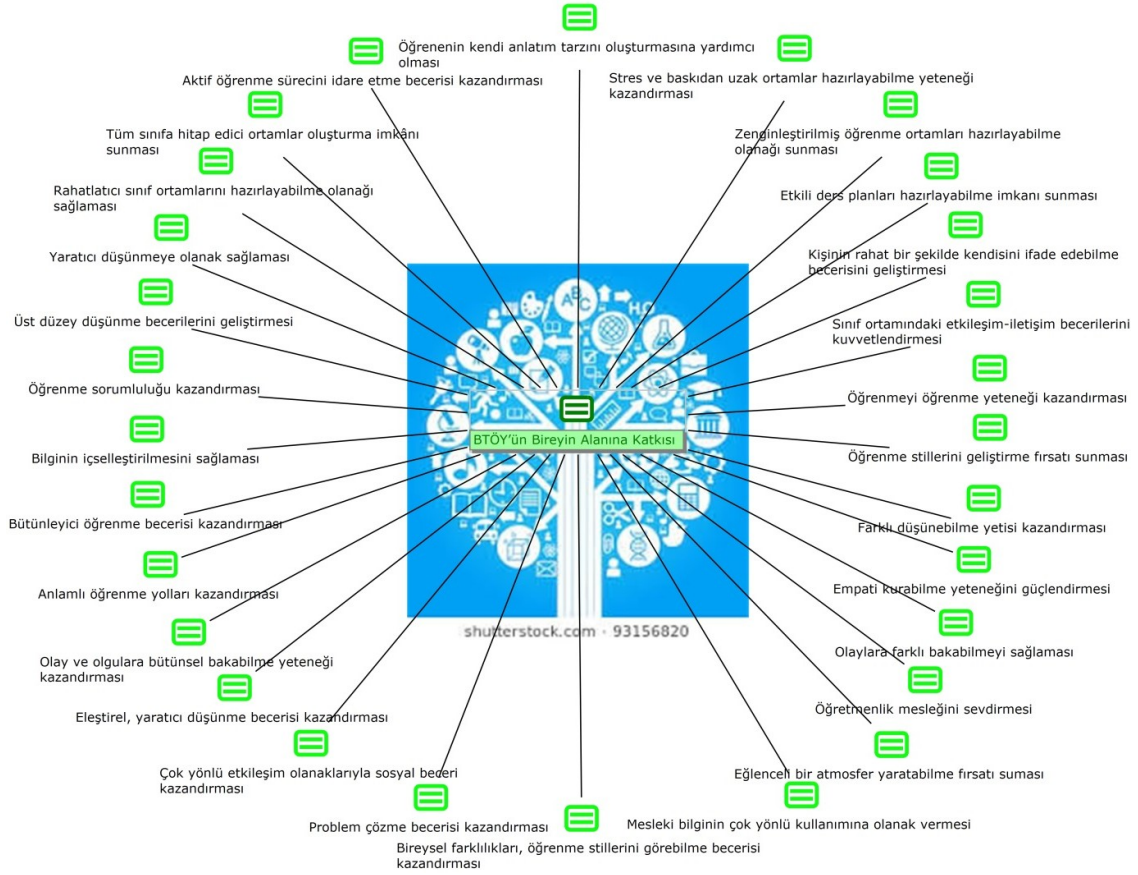 Öğrenenin kendi anlatım tarzını oluşturmasına yardımcı
olması
Aktif öğrenme sürecini idare etme becerisi kazandırması
Stres ve baskıdan uzak ortamlar hazırlayabilme yeteneği
kazandırması
Tüm sınıfa hitap edici ortamlar oluşturma imkânı
sunması
Zenginleştirilmiş öğrenme ortamları hazırlayabilme
olanağı sunması
Rahatlatıcı sınıf ortamlarını hazırlayabilme olanağı
sağlaması
Etkili ders planları hazırlayabilme imkanı sunması
Yaratıcı düşünmeye olanak sağlaması
Kişinin rahat bir şekilde kendisini ifade edebilme
becerisini geliştirmesi
Üst düzey düşünme becerilerini geliştirmesi
Sınıf ortamındaki etkileşim-iletişim becerilerini
kuvvetlendirmesi
Öğrenme sorumluluğu kazandırması
Öğrenmeyi öğrenme yeteneği kazandırması
ABC
H₂O
BTÖY'ün Bireyin Alanına Katkısı
Bilginin içselleştirilmesini sağlaması
Öğrenme stillerini geliştirme fırsatı sunması
Bütünleyici öğrenme becerisi kazandırması
Farklı düşünebilme yetisi kazandırması
Anlamlı öğrenme yolları kazandırması
Empati kurabilme yeteneğini güçlendirmesi
shutterstock.com · 93156820
Olay ve olgulara bütünsel bakabilme yeteneği
kazandırması
Olaylara farklı bakabilmeyi sağlaması
Eleştirel, yaratıcı düşünme becerisi kazandırması
Öğretmenlik mesleğini sevdirmesi
Çok yönlü etkileşim olanaklarıyla sosyal beceri
kazandırması
Eğlenceli bir atmosfer yaratabilme fırsatı suması
Problem çözme becerisi kazandırması
Mesleki bilginin çok yönlü kullanımına olanak vermesi
Bireysel farklılıkları, öğrenme stillerini görebilme becerisi
kazandırması